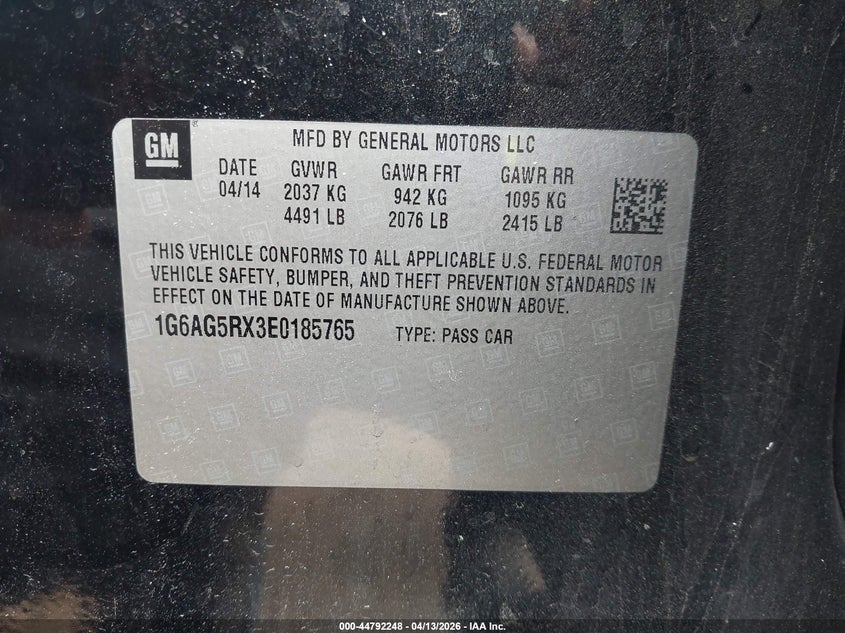 GM ®
MFD BY GENERAL MOTORS LLC
DATE GVWR GAWR FRT GAWR RR
04/14 2037 KG 942 KG 1095 KG
4491 LB 2076 LB 2415 LB
THIS VEHICLE CONFORMS TO ALL APPLICABLE U.S. FEDERAL MOTOR
VEHICLE SAFETY, BUMPER, AND THEFT PREVENTION STANDARDS IN
EFFECT ON THE DATE OF MANUFACTURE SHOWN ABOVE.
1G6AG5RX3E0185765 TYPE: PASS CAR
000-44792248 - 04/13/2026 - IAA Inc.